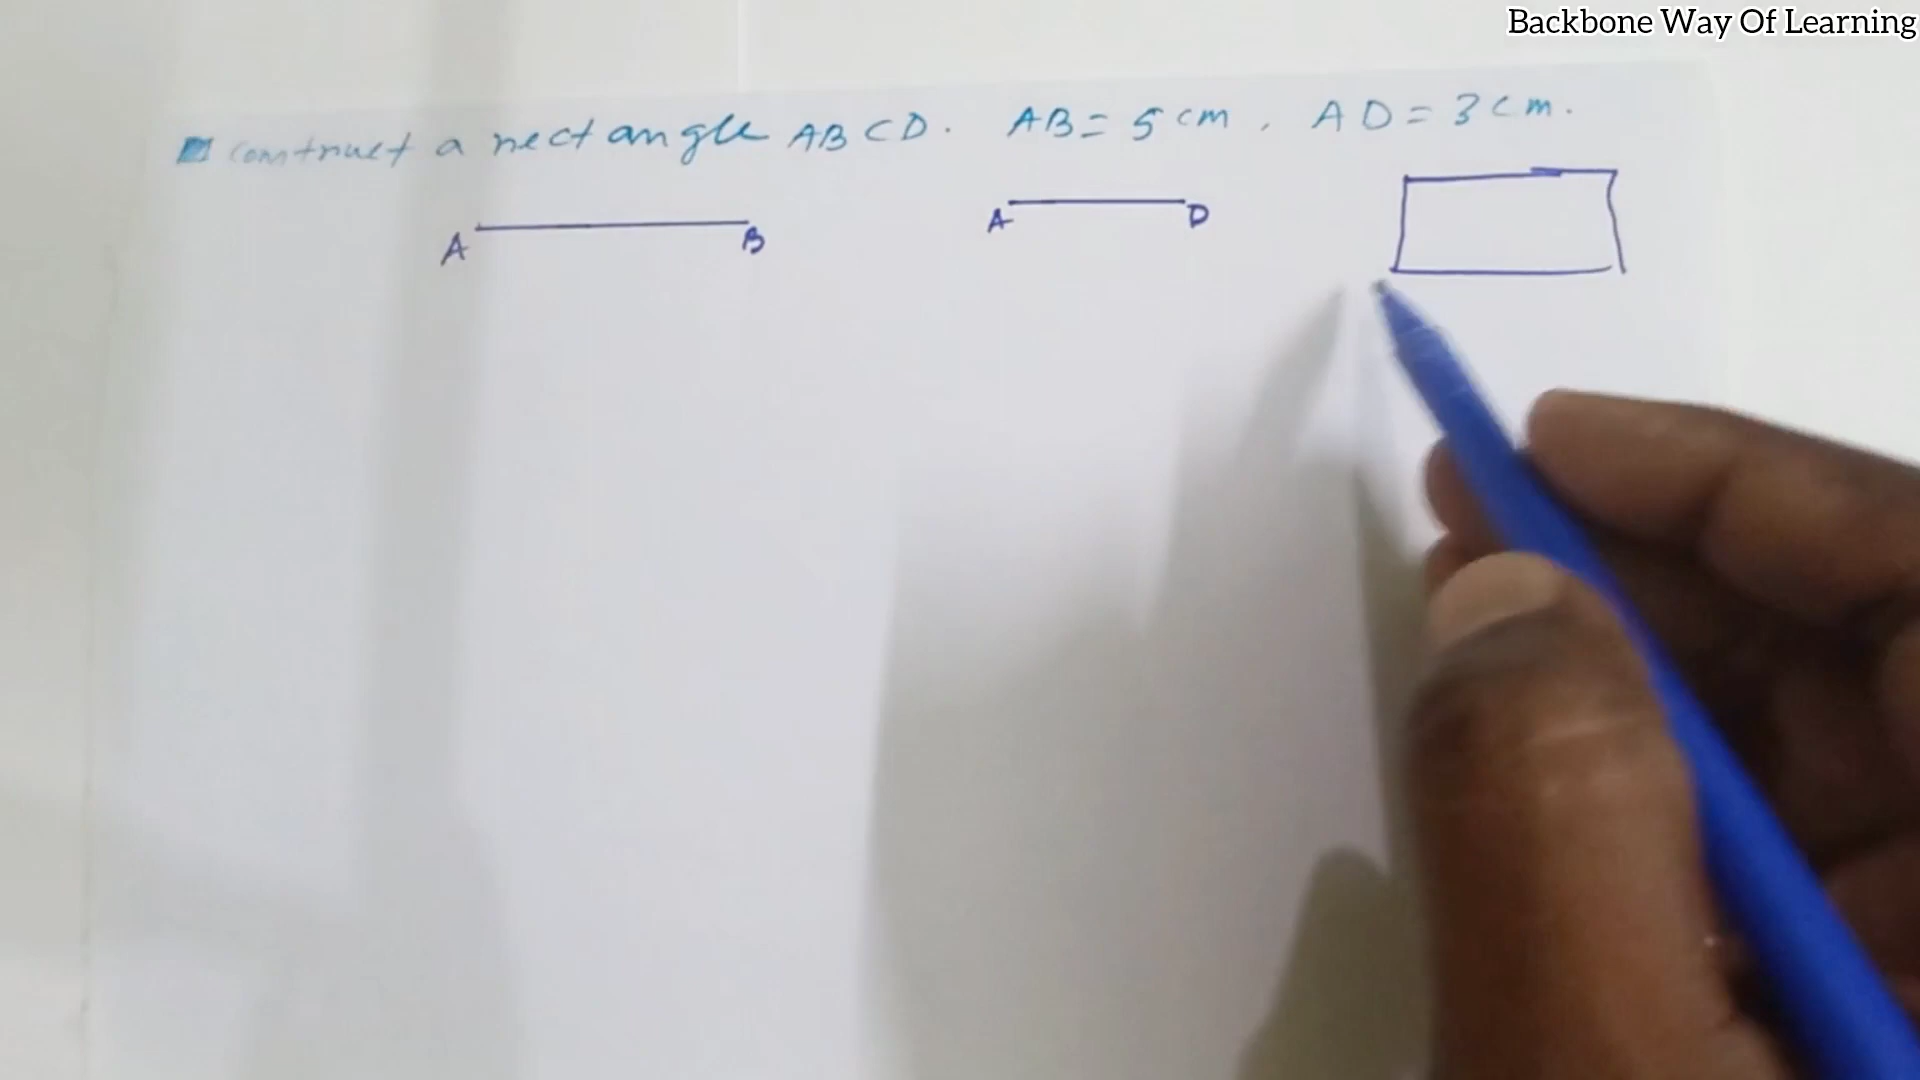 Backbone Way Of Learning
construct a rectangle ABCD. AB = 5 cm, AD = 3 cm.
A B A D